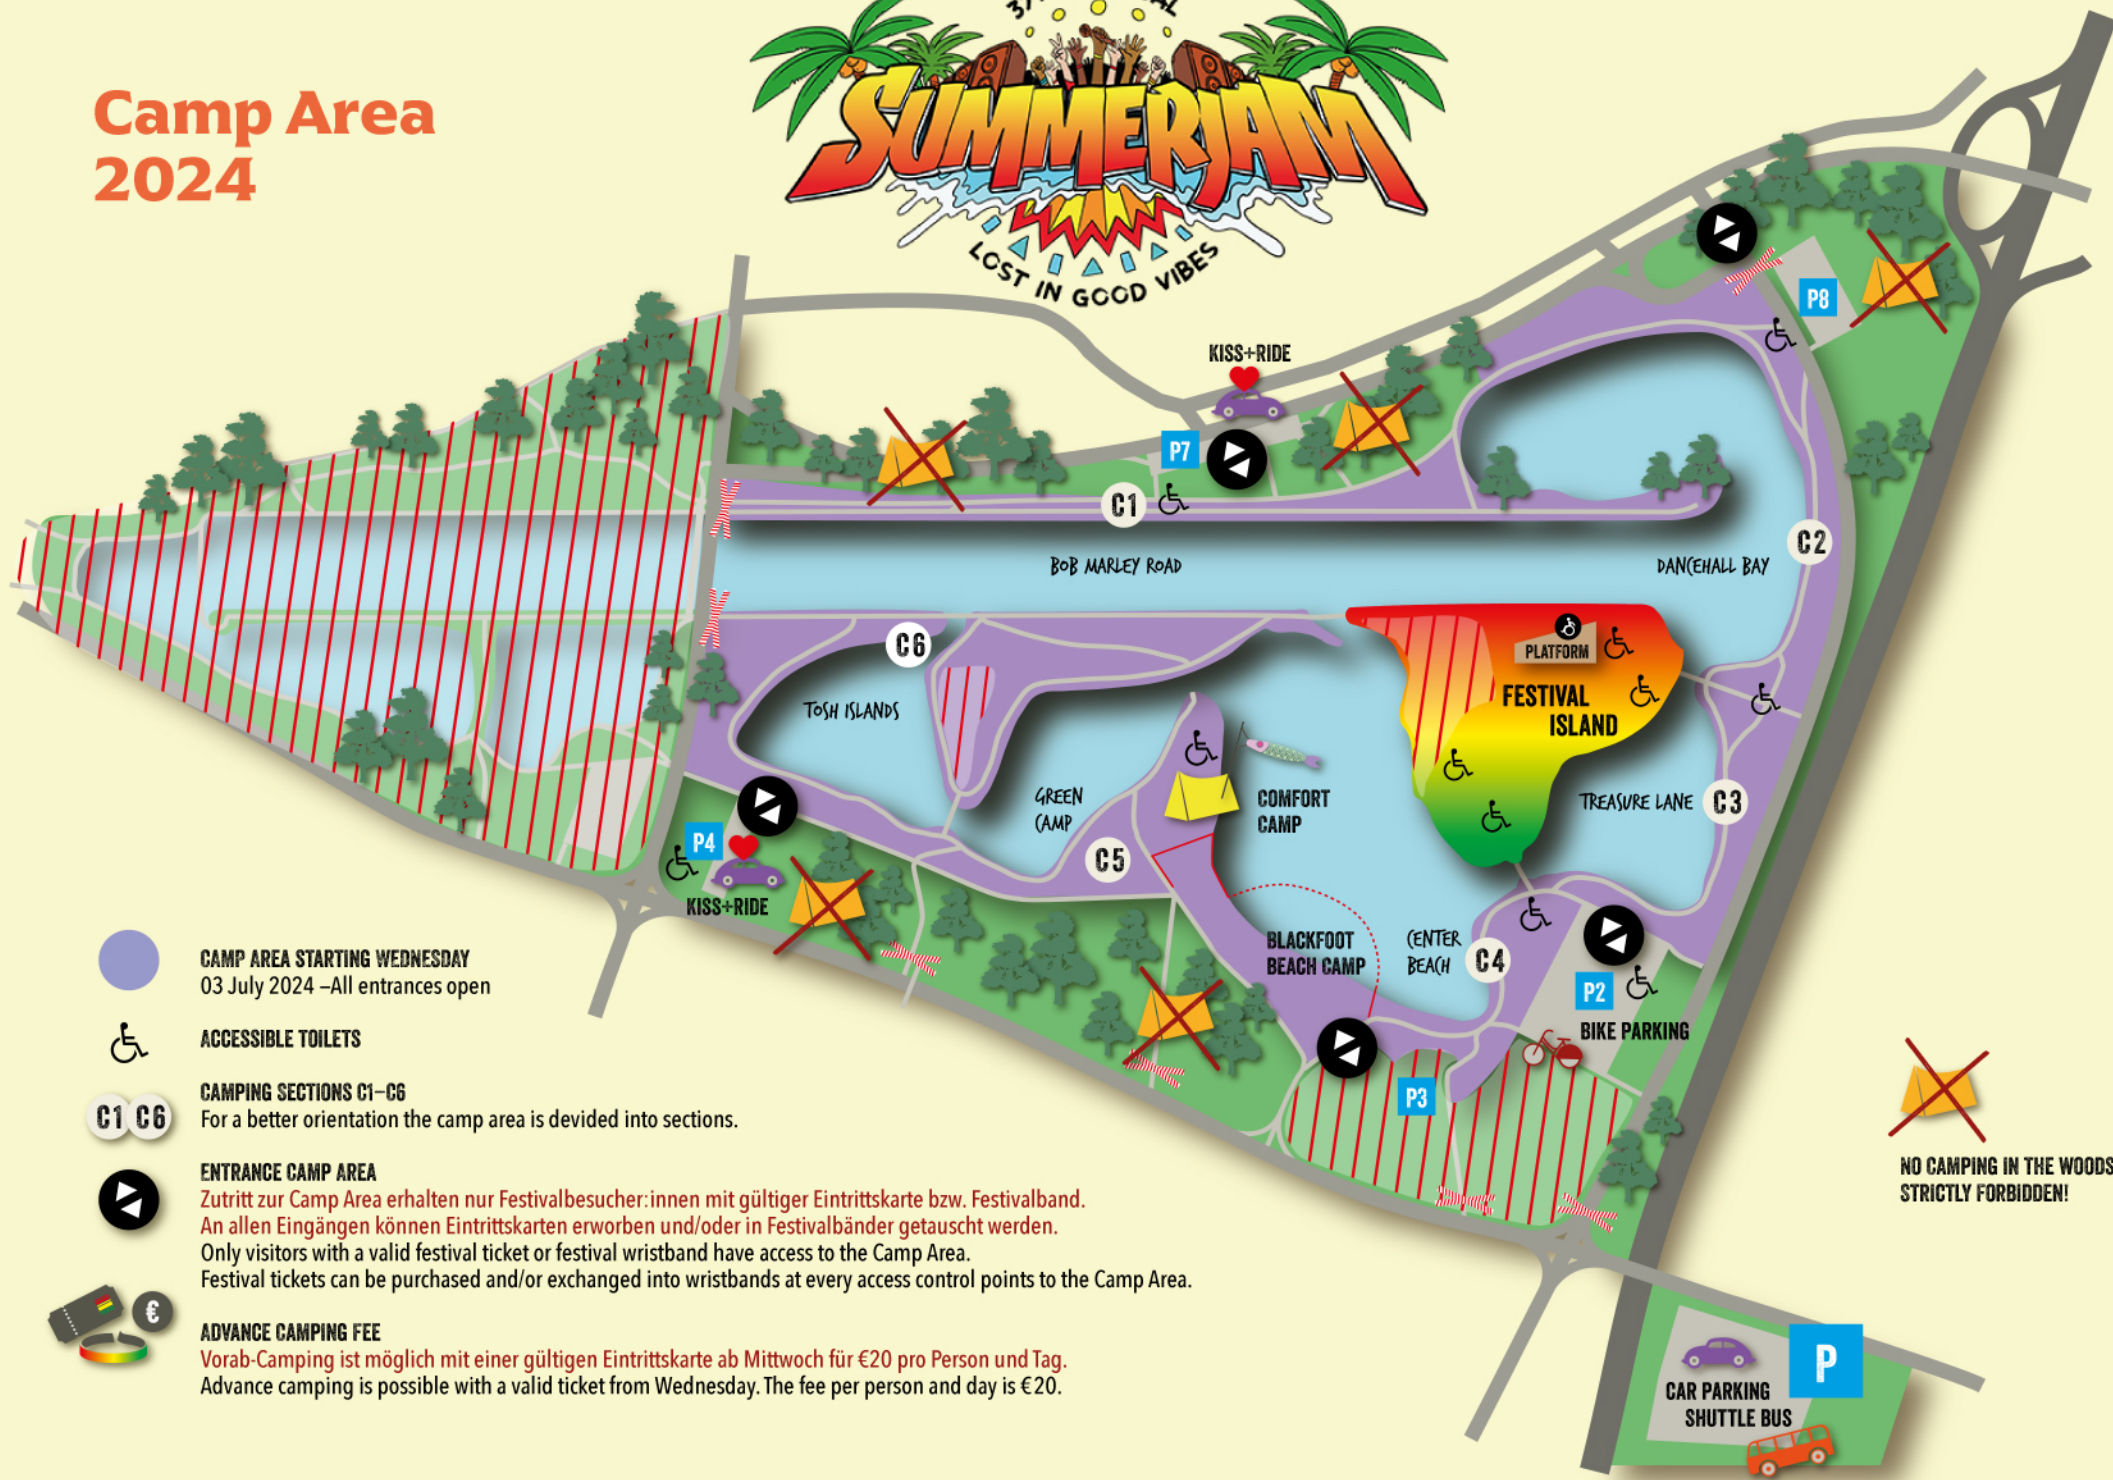 Camp Area
2024
SUMMERJAM
LOST IN GOOD VIBES
KISS+RIDE
P8
P7
C1
C2
BOB MARLEY ROAD
DANCEHALL BAY
C6
PLATFORM
TOSH ISLANDS
FESTIVAL
ISLAND
GREEN
CAMP
COMFORT
CAMP
TREASURE LANE
C3
P4
C5
KISS+RIDE
BLACKFOOT
BEACH CAMP
CENTER
BEACH
C4
P2
BIKE PARKING
P3
CAMP AREA STARTING WEDNESDAY
03 July 2024 –All entrances open
ACCESSIBLE TOILETS
CAMPING SECTIONS C1–C6
C1 C6
For a better orientation the camp area is devided into sections.
ENTRANCE CAMP AREA
Zutritt zur Camp Area erhalten nur Festivalbesucher:innen mit gültiger Eintrittskarte bzw. Festivalband.
An allen Eingängen können Eintrittskarten erworben und/oder in Festivalbänder getauscht werden.
Only visitors with a valid festival ticket or festival wristband have access to the Camp Area.
Festival tickets can be purchased and/or exchanged into wristbands at every access control points to the Camp Area.
€
ADVANCE CAMPING FEE
Vorab-Camping ist möglich mit einer gültigen Eintrittskarte ab Mittwoch für €20 pro Person und Tag.
Advance camping is possible with a valid ticket from Wednesday. The fee per person and day is €20.
NO CAMPING IN THE WOODS
STRICTLY FORBIDDEN!
P
CAR PARKING
SHUTTLE BUS